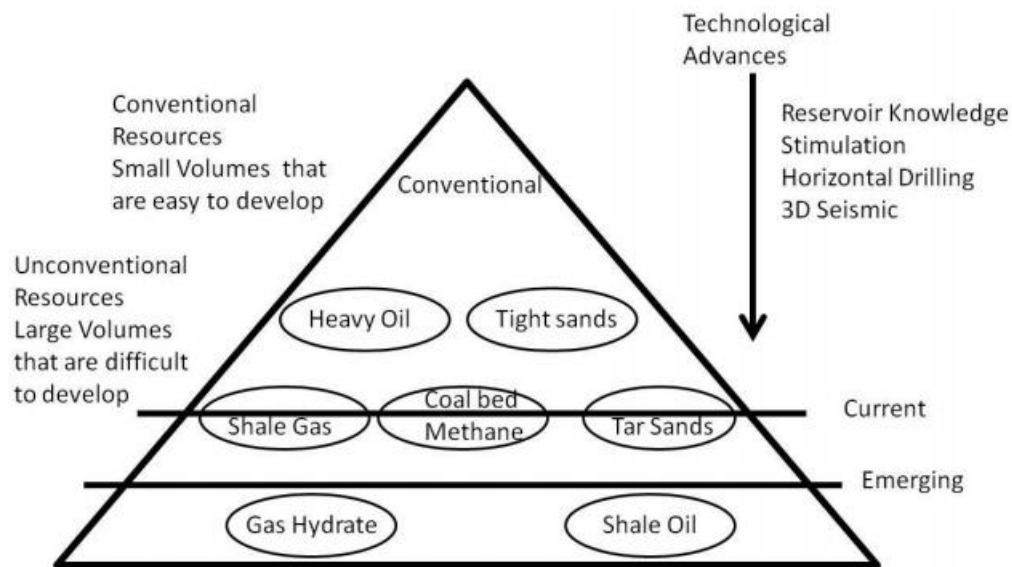 Technological
Advances
Conventional
Resources
Small Volumes that
are easy to develop
Reservoir Knowledge
Stimulation
Horizontal Drilling
3D Seismic
Conventional
Unconventional
Resources
Large Volumes
that are difficult
to develop
Heavy Oil
Tight sands
Shale Gas
Coal bed
Methane
Tar Sands
Current
Emerging
Gas Hydrate
Shale Oil